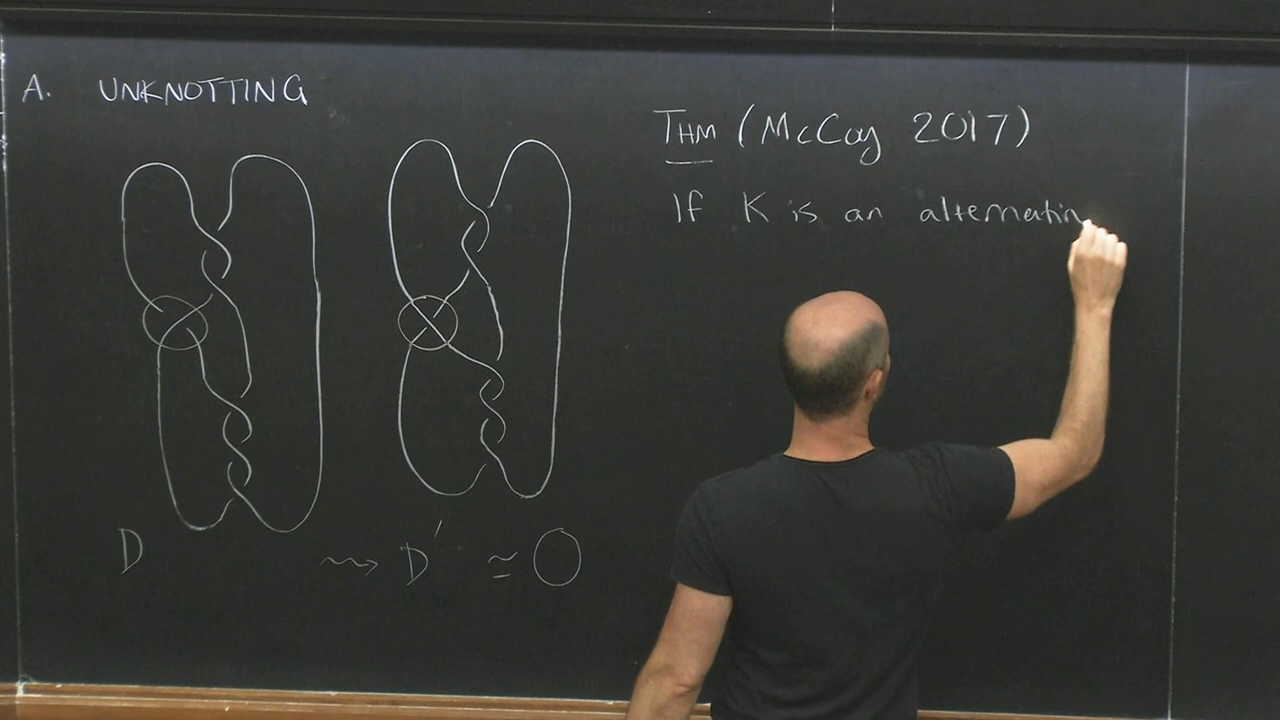 A. UNKNOTTING
THM (McCoy 2017)
If K is an alternatin
D ⇝ D' ≃ O